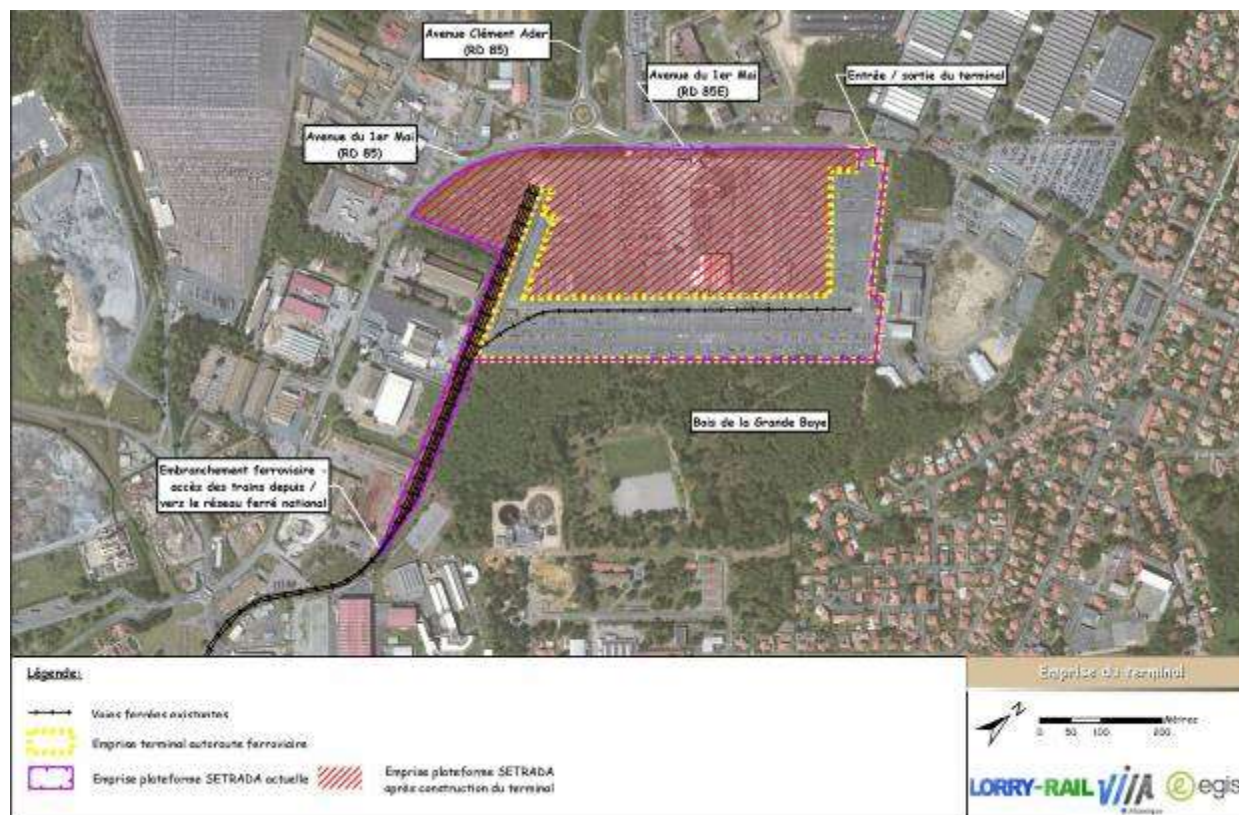 Avenue Clément Ader
(RD 85)
Avenue du 1er Mai
(RD 85E)
Entrée / sortie du terminal
Avenue du 1er Mai
(RD 85)
Bois de la Grande Baye
Embranchement ferroviaire -
accès des trains depuis /
vers le réseau ferré national
Légende:
Voies ferrées existantes
Emprise terminal autoroute ferroviaire
Emprise plateforme SETRADA actuelle
Emprise plateforme SETRADA
après construction du terminal
Emprise du terminal
N
Mètres
0 50 100 200
LORRY-RAIL
VIIA
Atlantique
egis